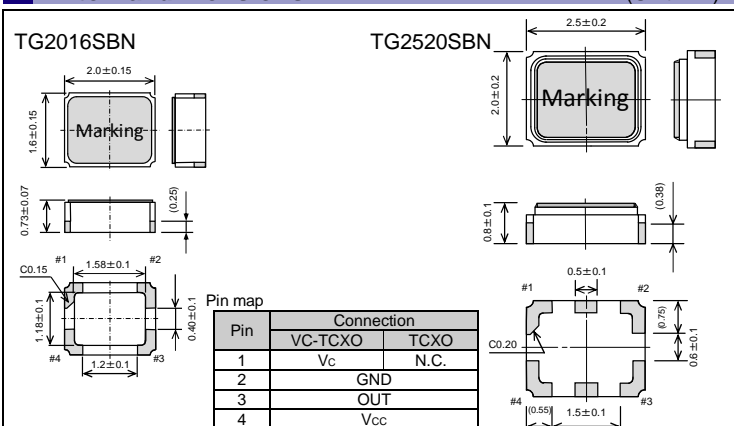 TG2016SBN
2.0±0.15
1.6±0.15
Marking
0.73±0.07
(0.25)
#1
#2
C0.15
1.58±0.1
1.18±0.1
0.40±0.1
#4
#3
1.2±0.1
TG2520SBN
2.5±0.2
2.0±0.2
Marking
0.8±0.1
(0.38)
0.5±0.1
#1
#2
C0.20
(0.75)
0.6±0.1
#4
#3
(0.55)
1.5±0.1
Pin map
Pin Connection
VC-TCXO TCXO
1 Vc N.C.
2 GND
3 OUT
4 Vcc